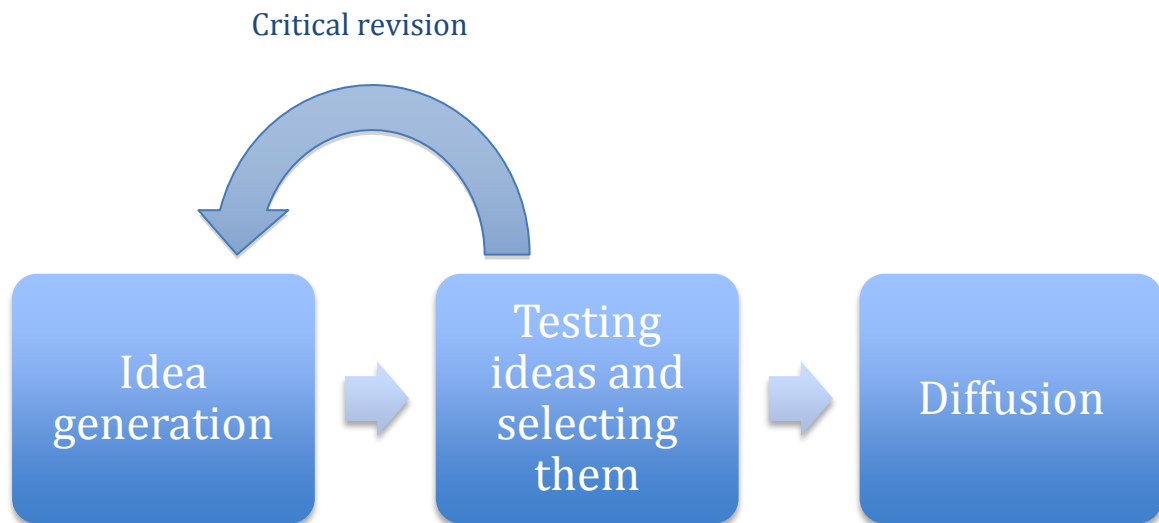 Critical revision
Idea
generation
Testing
ideas and
selecting
them
Diffusion